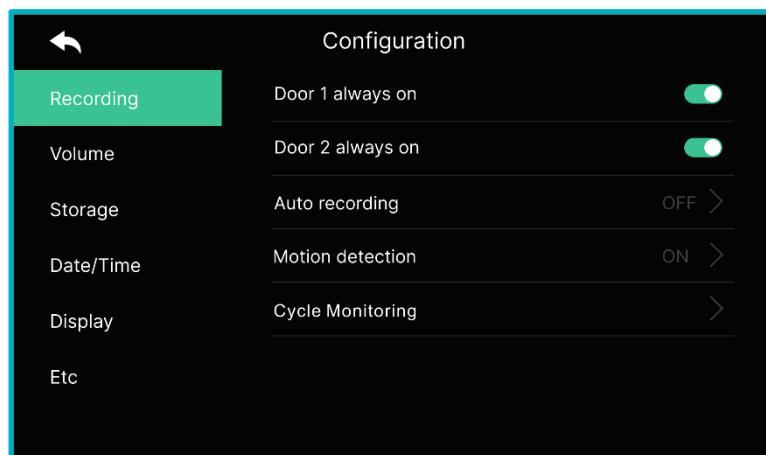 Configuration
Recording
Volume
Storage
Date/Time
Display
Etc
Door 1 always on
Door 2 always on
Auto recording OFF
Motion detection ON
Cycle Monitoring